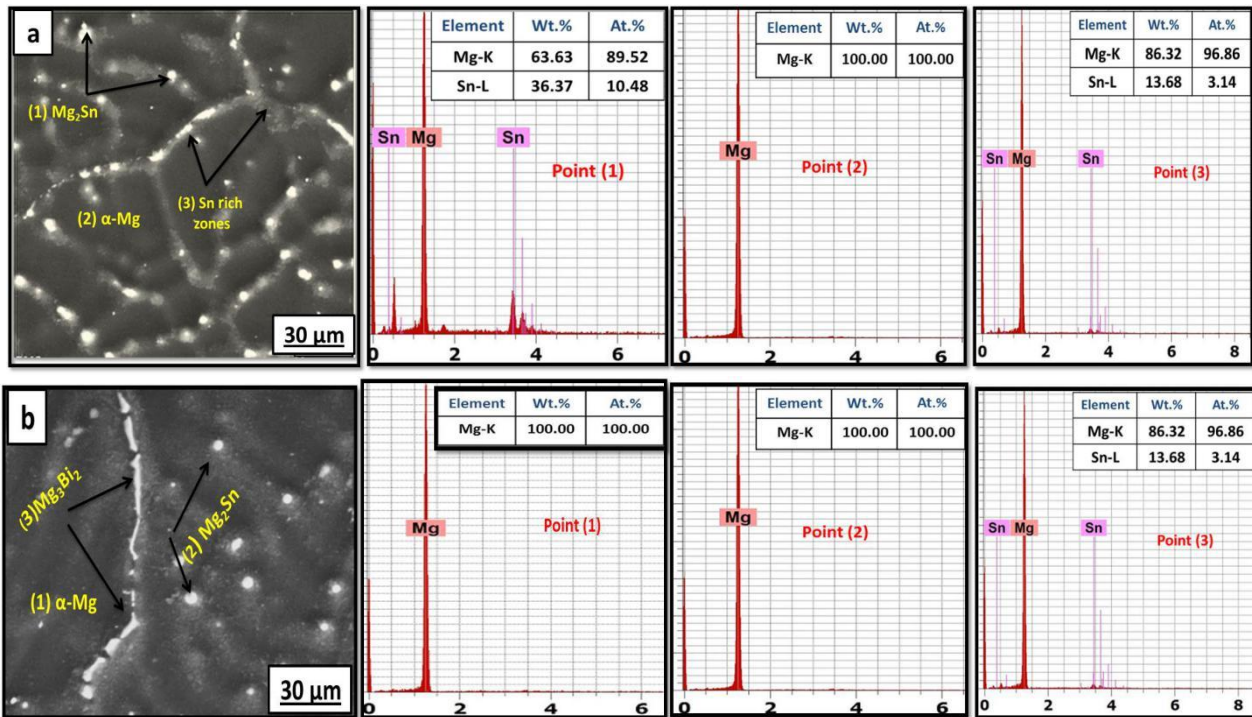 a
(1) Mg₂Sn
(2) α-Mg
(3) Sn rich
zones
30 µm
Element Wt.% At.%
Mg-K 63.63 89.52
Sn-L 36.37 10.48
Sn Mg Sn
Point (1)
0 2 4 6
Element Wt.% At.%
Mg-K 100.00 100.00
Mg
Point (2)
0 2 4 6
Element Wt.% At.%
Mg-K 86.32 96.86
Sn-L 13.68 3.14
Sn Mg Sn
Point (3)
0 2 4 6 8
b
(3)Mg₃Bi₂
(2) Mg₂Sn
(1) α-Mg
30 µm
Element Wt.% At.%
Mg-K 100.00 100.00
Mg
Point (1)
0 2 4 6
Element Wt.% At.%
Mg-K 100.00 100.00
Mg
Point (2)
0 2 4 6
Element Wt.% At.%
Mg-K 86.32 96.86
Sn-L 13.68 3.14
Sn Mg Sn
Point (3)
0 2 4 6 8